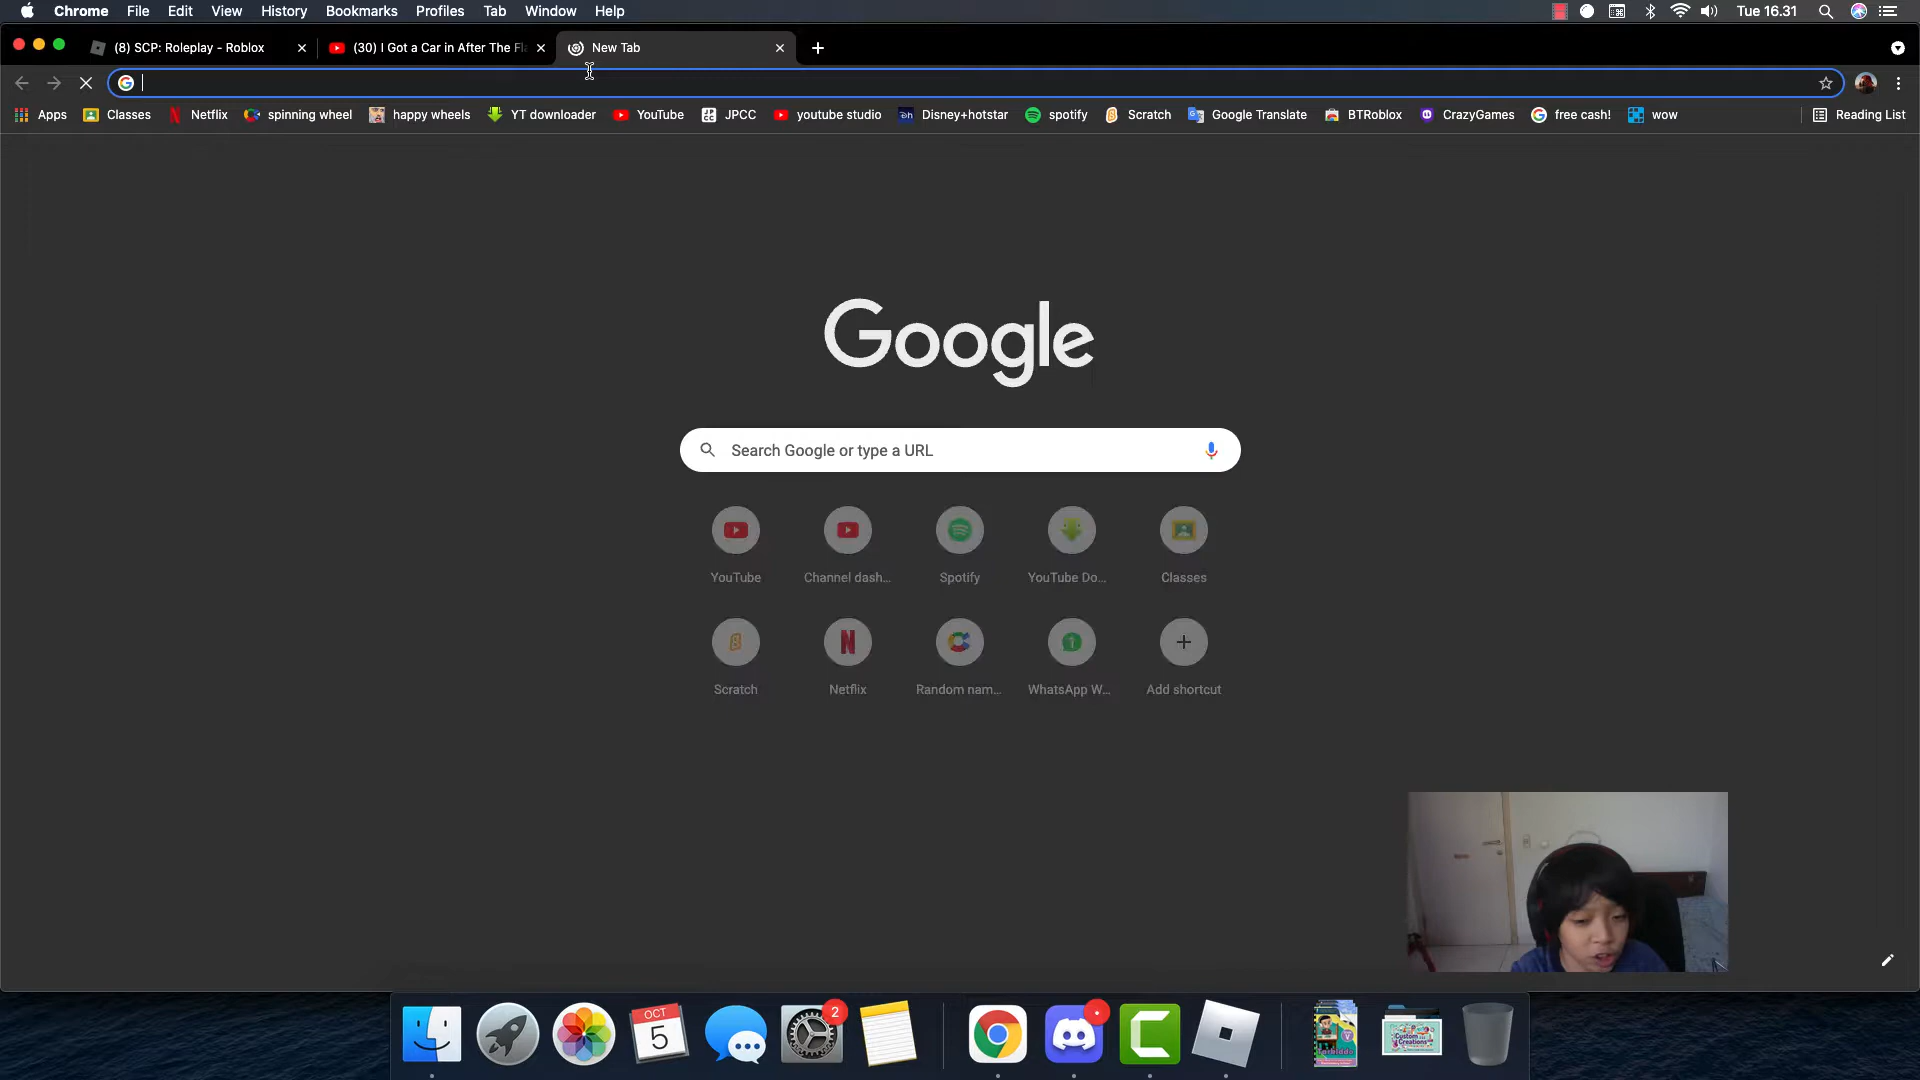 Chrome File Edit View History Bookmarks Profiles Tab Window Help Tue 16.31
(8) SCP: Roleplay - Roblox (30) I Got a Car in After The Fl New Tab
Apps Classes Netflix spinning wheel happy wheels YT downloader YouTube JPCC youtube studio Disney+hotstar spotify Scratch Google Translate BTRoblox CrazyGames free cash! wow Reading List
Google
Search Google or type a URL
YouTube Channel dash... Spotify YouTube Do... Classes
Scratch Netflix Random nam... WhatsApp W... Add shortcut
OCT
5
2